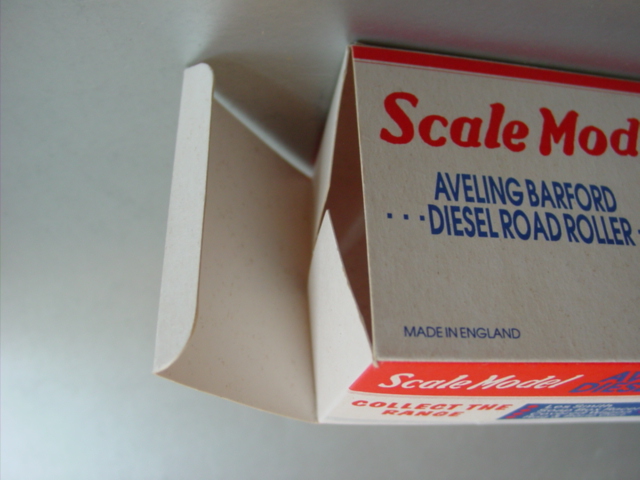 Scale Mod
AVELING BARFORD
...DIESEL ROAD ROLLER
MADE IN ENGLAND
Scale Model
COLLECT THE
RANGE